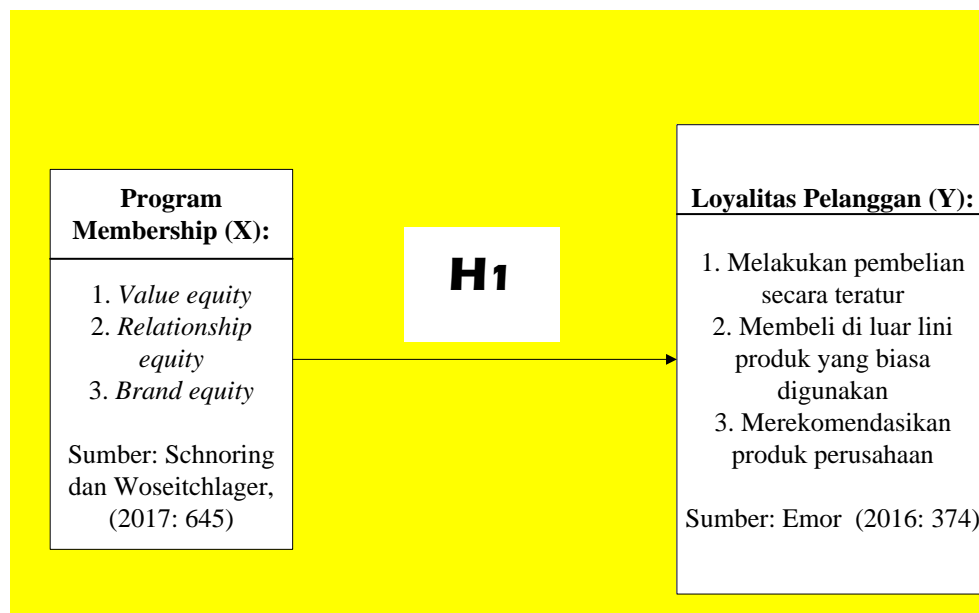 Program
Membership (X):
1. Value equity
2. Relationship
equity
3. Brand equity
Sumber: Schnoring
dan Woseitchlager,
(2017: 645)
H1
Loyalitas Pelanggan (Y):
1. Melakukan pembelian
secara teratur
2. Membeli di luar lini
produk yang biasa
digunakan
3. Merekomendasikan
produk perusahaan
Sumber: Emor (2016: 374)